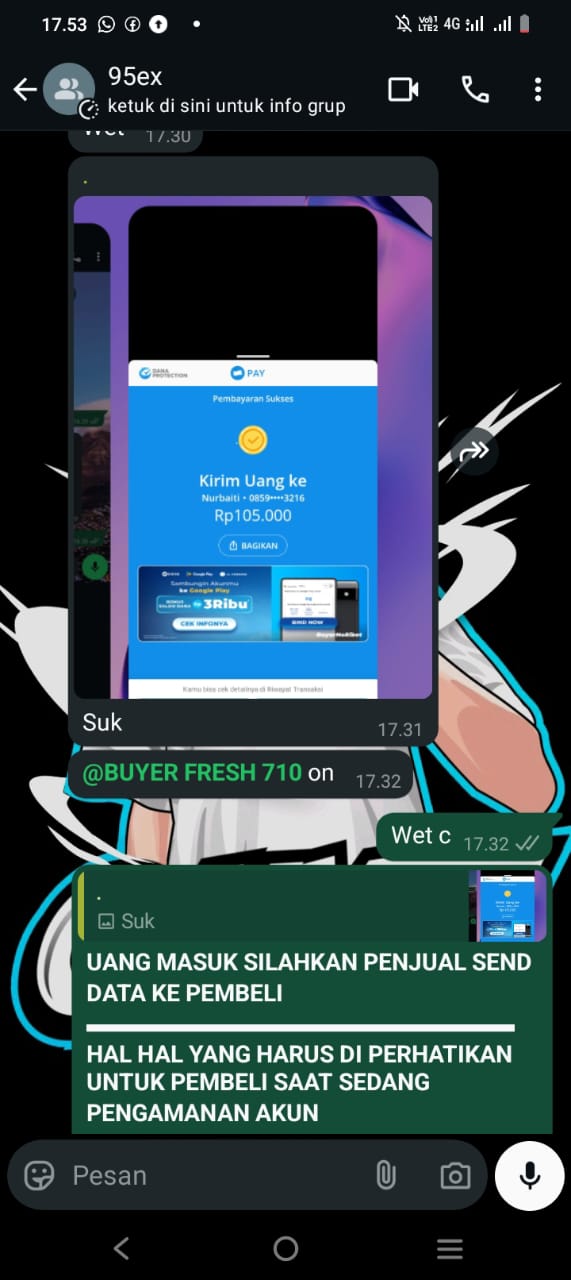 17.53
VoI1 LTE2 4G
95ex
ketuk di sini untuk info grup
Wet 17.30
.
DANA PROTECTION
PAY
Pembayaran Sukses
Kirim Uang ke
Nurbaiti • 0859••••3216
Rp105.000
BAGIKAN
Sambungin Akunmu
ke Google Play
3Ribu
CEK INFONYA
BIND NOW
Kamu bisa cek detailnya di Riwayat Transaksi
Suk 17.31
@BUYER FRESH 710 on 17.32
Wet c 17.32
.
Suk
UANG MASUK SILAHKAN PENJUAL SEND
DATA KE PEMBELI
HAL HAL YANG HARUS DI PERHATIKAN
UNTUK PEMBELI SAAT SEDANG
PENGAMANAN AKUN
Pesan